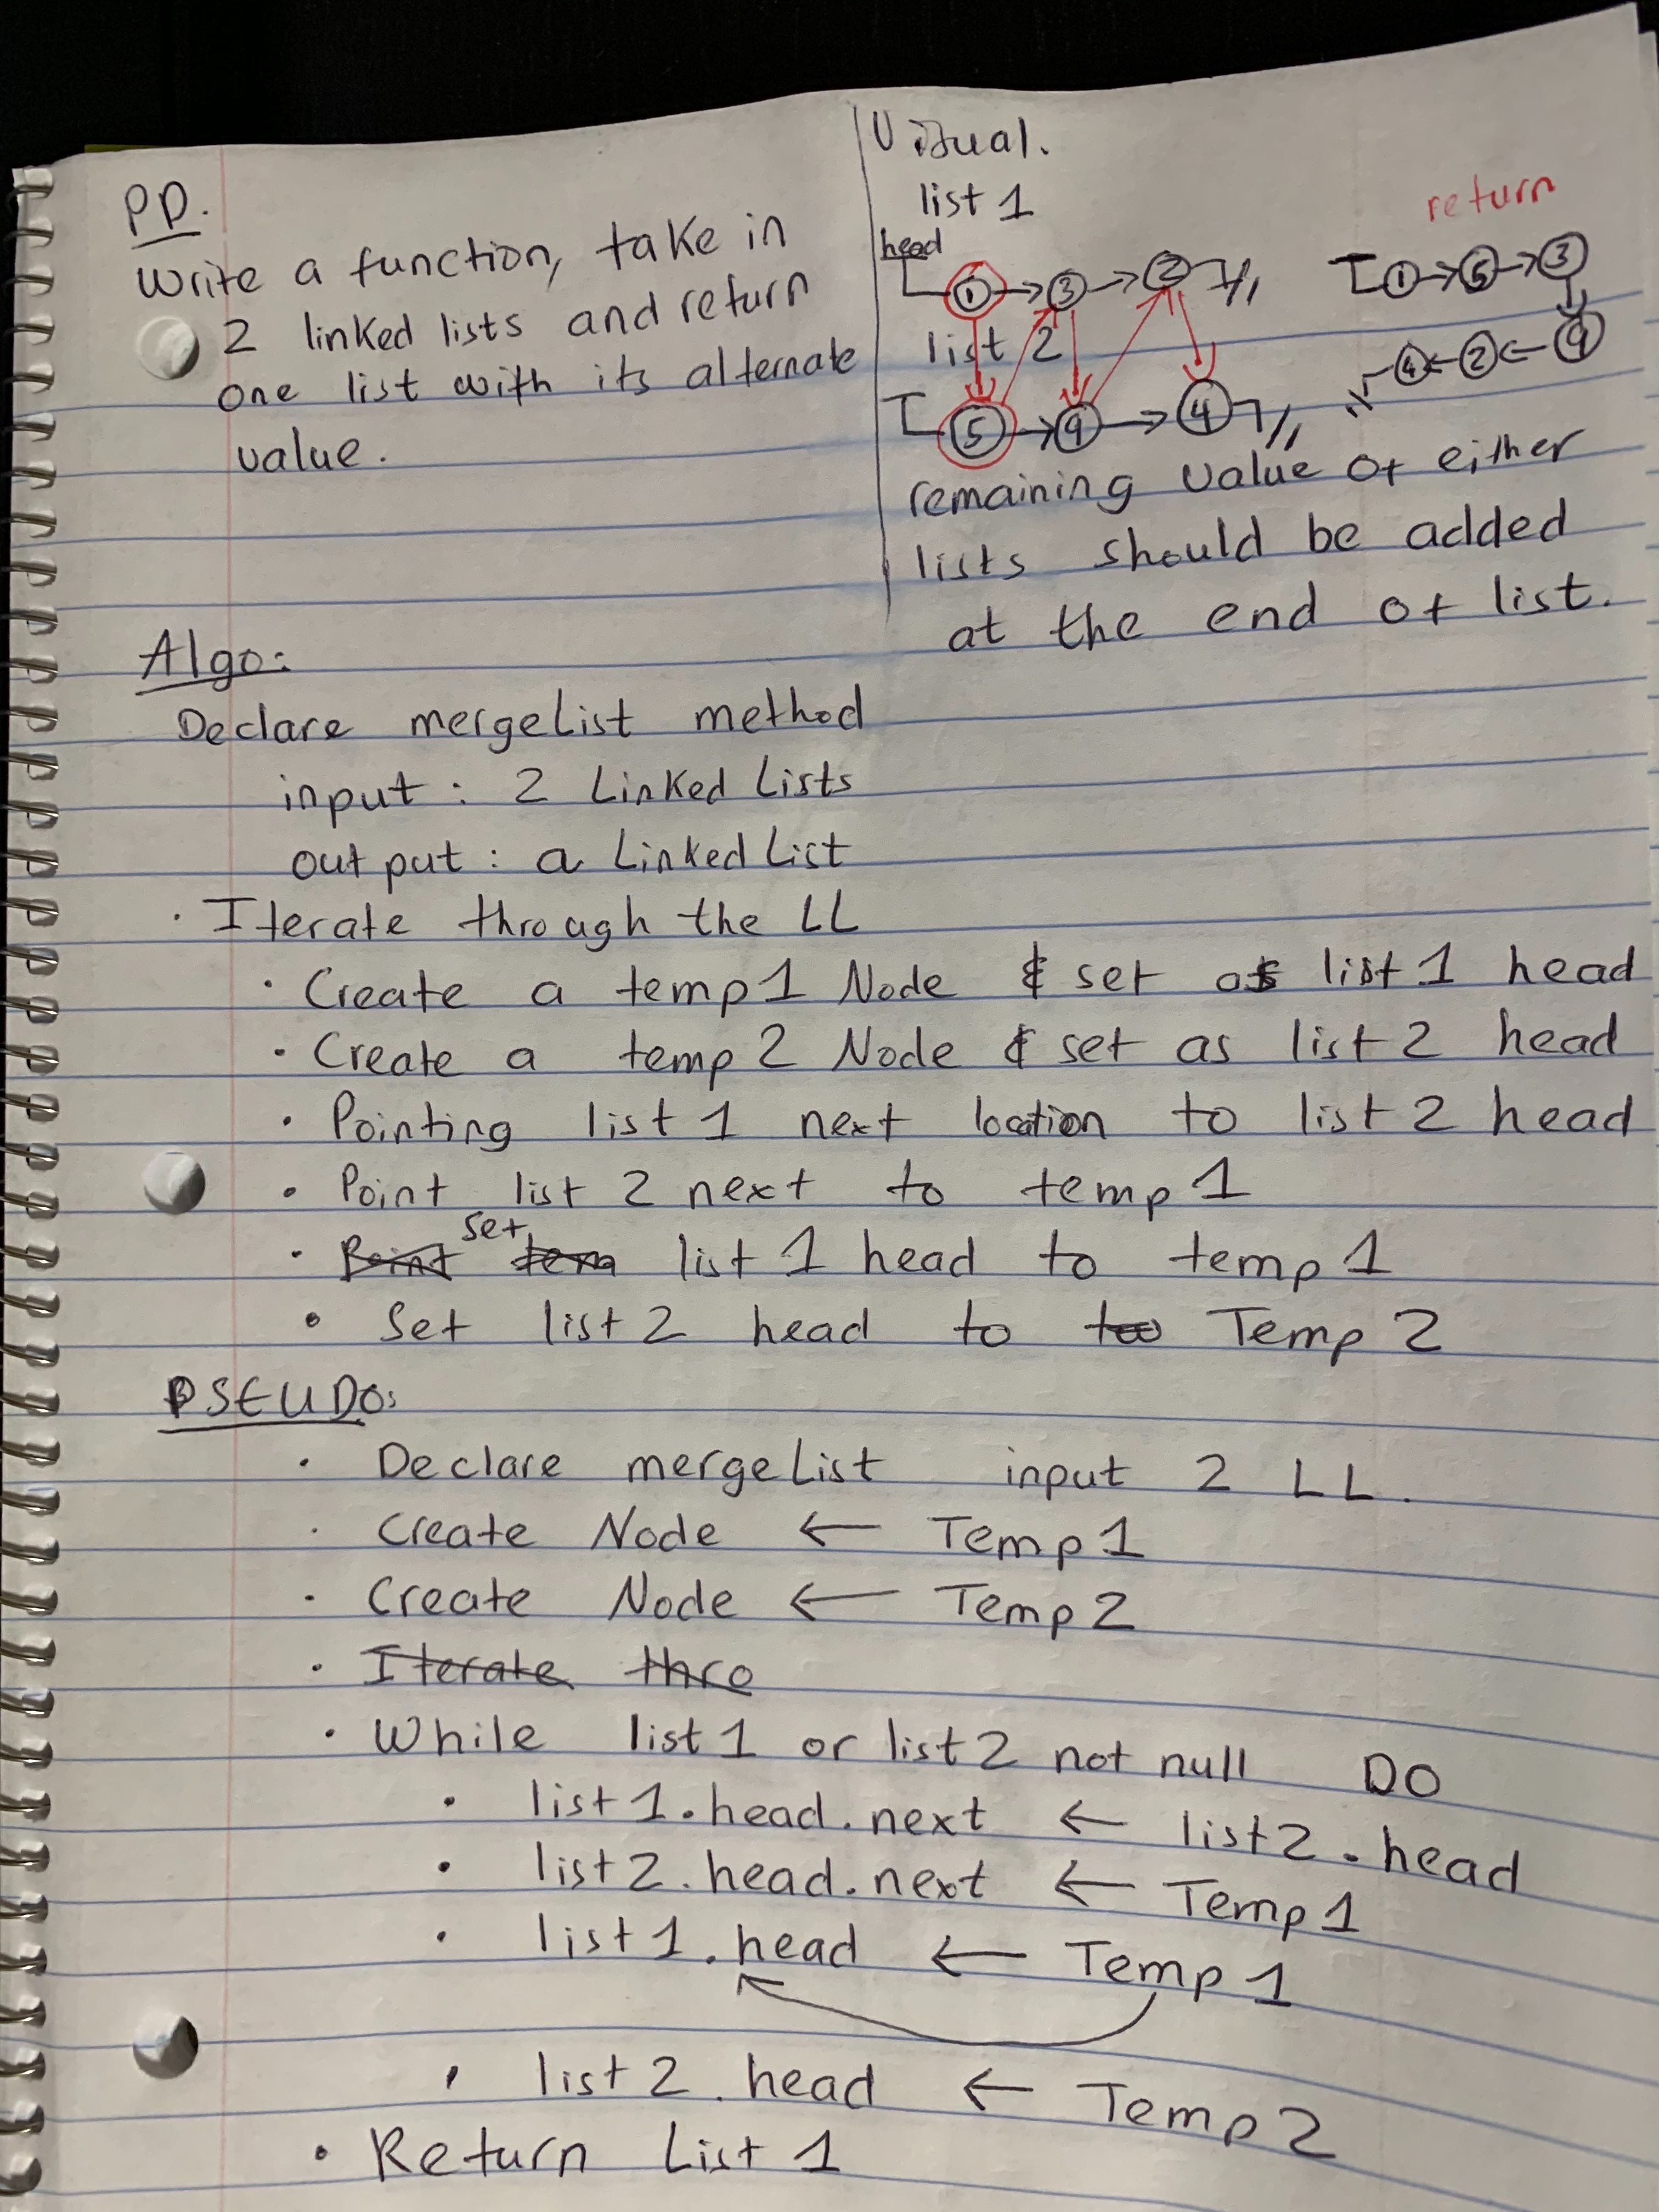 PD.
Write a function, take in
2 linked lists and return
one list with its alternate
value.
Visual.
list 1
head
1 → 3 → 2
list 2
5 → 9 → 4
return
1 → 5 → 3
4 ← 2 ← 9
remaining value of either
lists should be added
at the end of list.
Algo:
Declare mergeList method
input : 2 Linked Lists
output : a Linked List
· Iterate through the LL
· Create a temp1 Node & set as list 1 head
· Create a temp 2 Node & set as list 2 head
· Pointing list 1 next location to list 2 head
· Point list 2 next to temp 1
· Point tem set list 1 head to temp 1
· Set list 2 head to too Temp 2
PSEUDO:
· Declare mergeList input 2 LL.
· Create Node ← Temp 1
· Create Node ← Temp 2
· Iterate thro
· While list 1 or list 2 not null DO
· list 1.head.next ← list2.head
· list 2.head.next ← Temp 1
· list 1.head ← Temp 1
· list 2.head ← Temp 2
· Return List 1